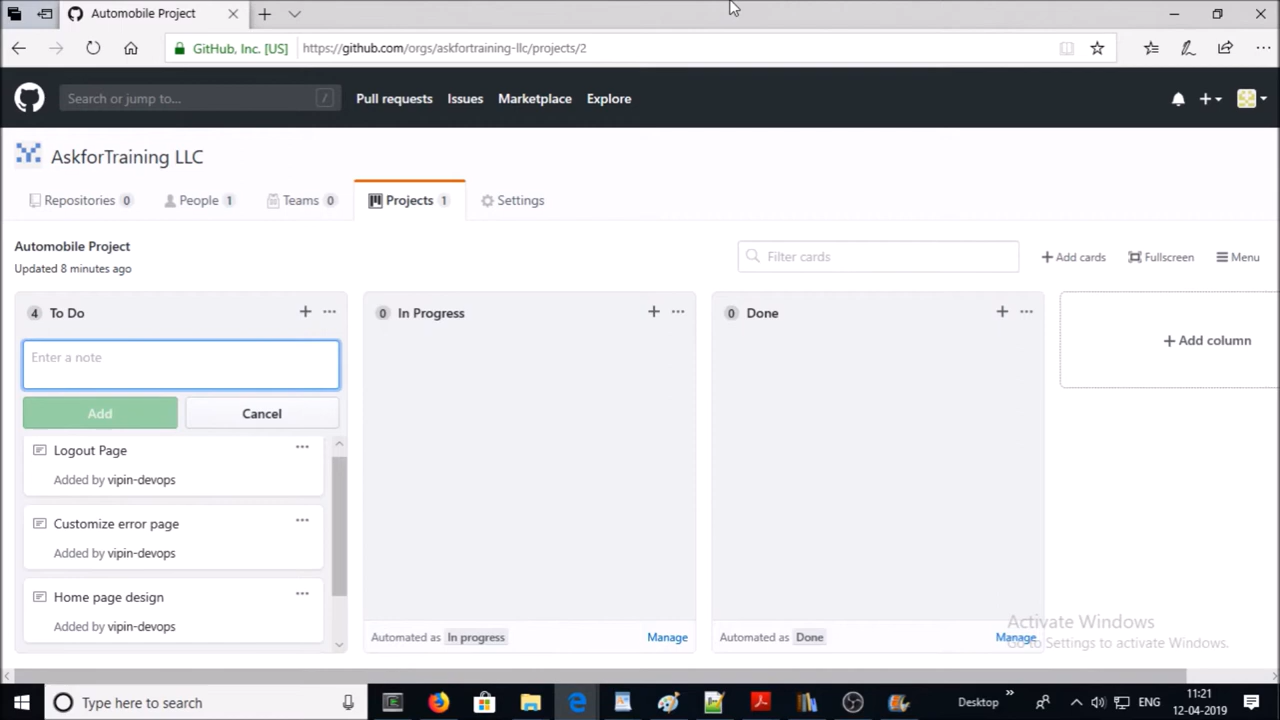 Automobile Project
GitHub, Inc. [US] https://github.com/orgs/askfortraining-llc/projects/2
Search or jump to... /
Pull requests Issues Marketplace Explore
AskforTraining LLC
Repositories 0 People 1 Teams 0 Projects 1 Settings
Automobile Project
Updated 8 minutes ago
Filter cards
+ Add cards Fullscreen Menu
4 To Do
Enter a note
Add Cancel
Logout Page
Added by vipin-devops
Customize error page
Added by vipin-devops
Home page design
Added by vipin-devops
0 In Progress
Automated as In progress Manage
0 Done
Automated as Done Manage
+ Add column
Activate Windows
Go to Settings to activate Windows.
Type here to search
Desktop
ENG
11:21
12-04-2019